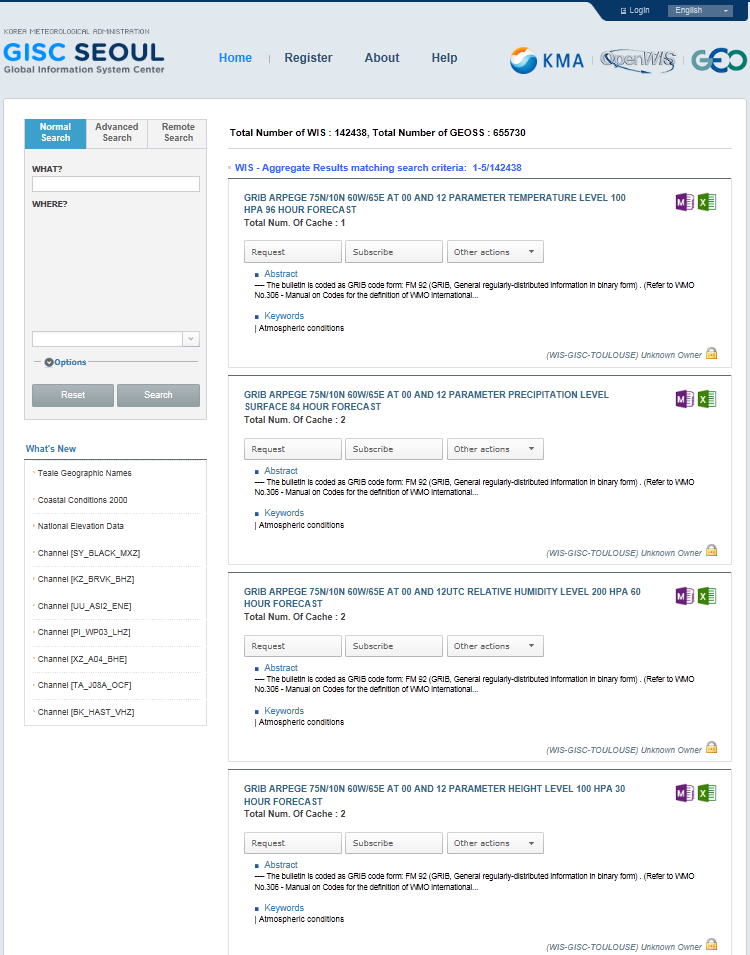 Login English
KOREA METEOROLOGICAL ADMINISTRATION
GISC SEOUL
Global Information System Center
Home Register About Help
KMA OpenWIS GEO
Normal Search
Advanced Search
Remote Search
WHAT?
WHERE?
Options
Reset Search
What's New
Teale Geographic Names
Coastal Conditions 2000
National Elevation Data
Channel [SY_BLACK_MXZ]
Channel [KZ_BRVK_BHZ]
Channel [UU_ASI2_ENE]
Channel [PI_WP03_LHZ]
Channel [XZ_A04_BHE]
Channel [TA_J08A_OCF]
Channel [BK_HAST_VHZ]
Total Number of WIS : 142438, Total Number of GEOSS : 655730
WIS - Aggregate Results matching search criteria: 1-5/142438
GRIB ARPEGE 75N/10N 60W/65E AT 00 AND 12 PARAMETER TEMPERATURE LEVEL 100
HPA 96 HOUR FORECAST
Total Num. Of Cache : 1
Request Subscribe Other actions
Abstract
---- The bulletin is coded as GRIB code form: FM 92 (GRIB, General regularly-distributed information in binary form) . (Refer to WMO
No.306 - Manual on Codes for the definition of WMO international...
Keywords
| Atmospheric conditions
(WIS-GISC-TOULOUSE) Unknown Owner
GRIB ARPEGE 75N/10N 60W/65E AT 00 AND 12 PARAMETER PRECIPITATION LEVEL
SURFACE 84 HOUR FORECAST
Total Num. Of Cache : 2
Request Subscribe Other actions
Abstract
---- The bulletin is coded as GRIB code form: FM 92 (GRIB, General regularly-distributed information in binary form) . (Refer to WMO
No.306 - Manual on Codes for the definition of WMO international...
Keywords
| Atmospheric conditions
(WIS-GISC-TOULOUSE) Unknown Owner
GRIB ARPEGE 75N/10N 60W/65E AT 00 AND 12UTC RELATIVE HUMIDITY LEVEL 200 HPA 60
HOUR FORECAST
Total Num. Of Cache : 2
Request Subscribe Other actions
Abstract
---- The bulletin is coded as GRIB code form: FM 92 (GRIB, General regularly-distributed information in binary form) . (Refer to WMO
No.306 - Manual on Codes for the definition of WMO international...
Keywords
| Atmospheric conditions
(WIS-GISC-TOULOUSE) Unknown Owner
GRIB ARPEGE 75N/10N 60W/65E AT 00 AND 12 PARAMETER HEIGHT LEVEL 100 HPA 30
HOUR FORECAST
Total Num. Of Cache : 2
Request Subscribe Other actions
Abstract
---- The bulletin is coded as GRIB code form: FM 92 (GRIB, General regularly-distributed information in binary form) . (Refer to WMO
No.306 - Manual on Codes for the definition of WMO international...
Keywords
| Atmospheric conditions
(WIS-GISC-TOULOUSE) Unknown Owner